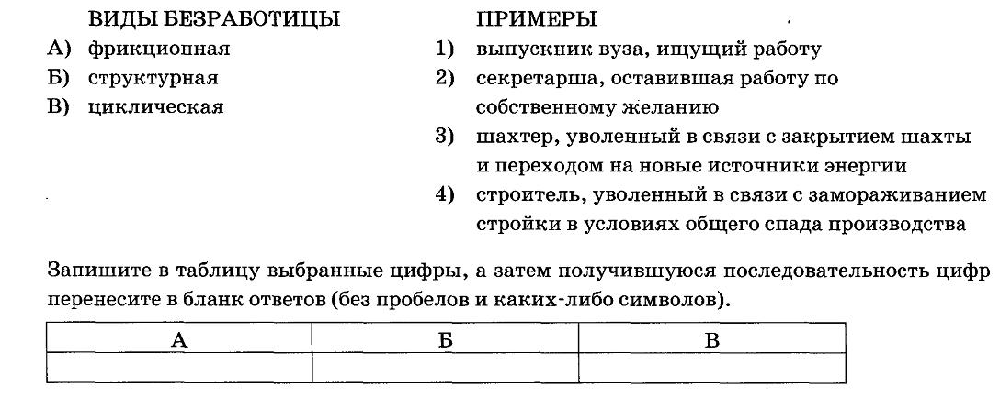 ВИДЫ БЕЗРАБОТИЦЫ
А) фрикционная
Б) структурная
В) циклическая
ПРИМЕРЫ
1) выпускник вуза, ищущий работу
2) секретарша, оставившая работу по
собственному желанию
3) шахтер, уволенный в связи с закрытием шахты
и переходом на новые источники энергии
4) строитель, уволенный в связи с замораживанием
стройки в условиях общего спада производства
Запишите в таблицу выбранные цифры, а затем получившуюся последовательность цифр
перенесите в бланк ответов (без пробелов и каких-либо символов).
А Б В